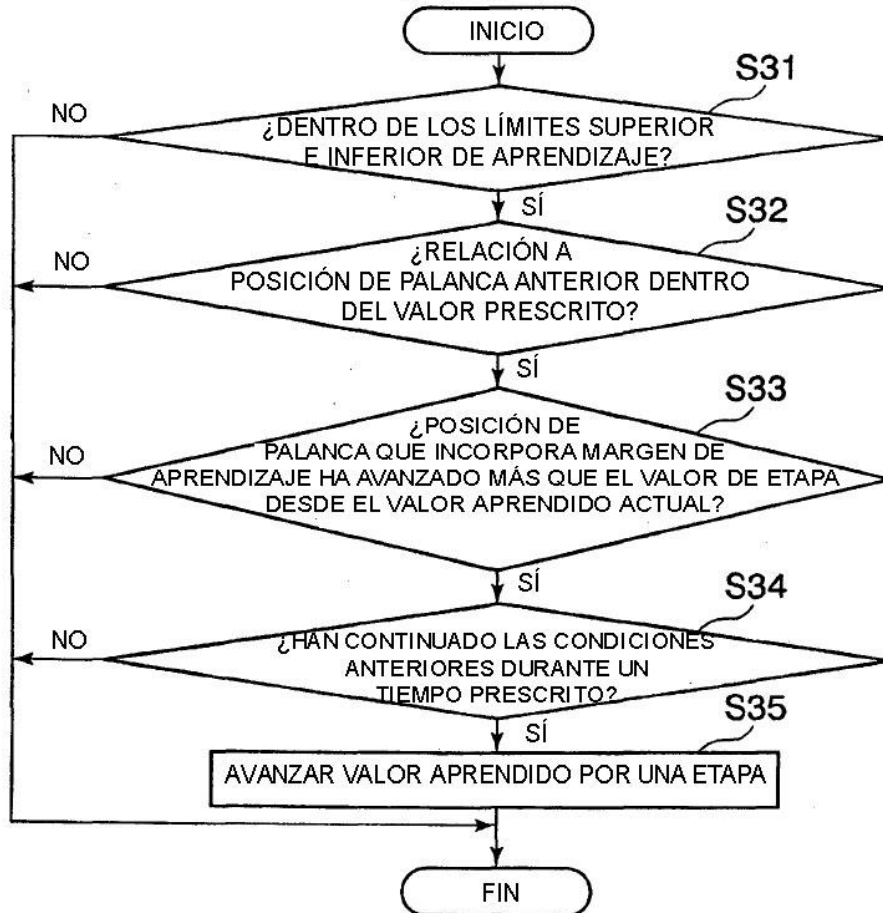 INICIO
S31
NO
¿DENTRO DE LOS LÍMITES SUPERIOR
E INFERIOR DE APRENDIZAJE?
SÍ
S32
NO
¿RELACIÓN A
POSICIÓN DE PALANCA ANTERIOR DENTRO
DEL VALOR PRESCRITO?
SÍ
S33
NO
¿POSICIÓN DE
PALANCA QUE INCORPORA MARGEN DE
APRENDIZAJE HA AVANZADO MÁS QUE EL VALOR DE ETAPA
DESDE EL VALOR APRENDIDO ACTUAL?
SÍ
S34
NO
¿HAN CONTINUADO LAS CONDICIONES
ANTERIORES DURANTE UN
TIEMPO PRESCRITO?
SÍ
S35
AVANZAR VALOR APRENDIDO POR UNA ETAPA
FIN